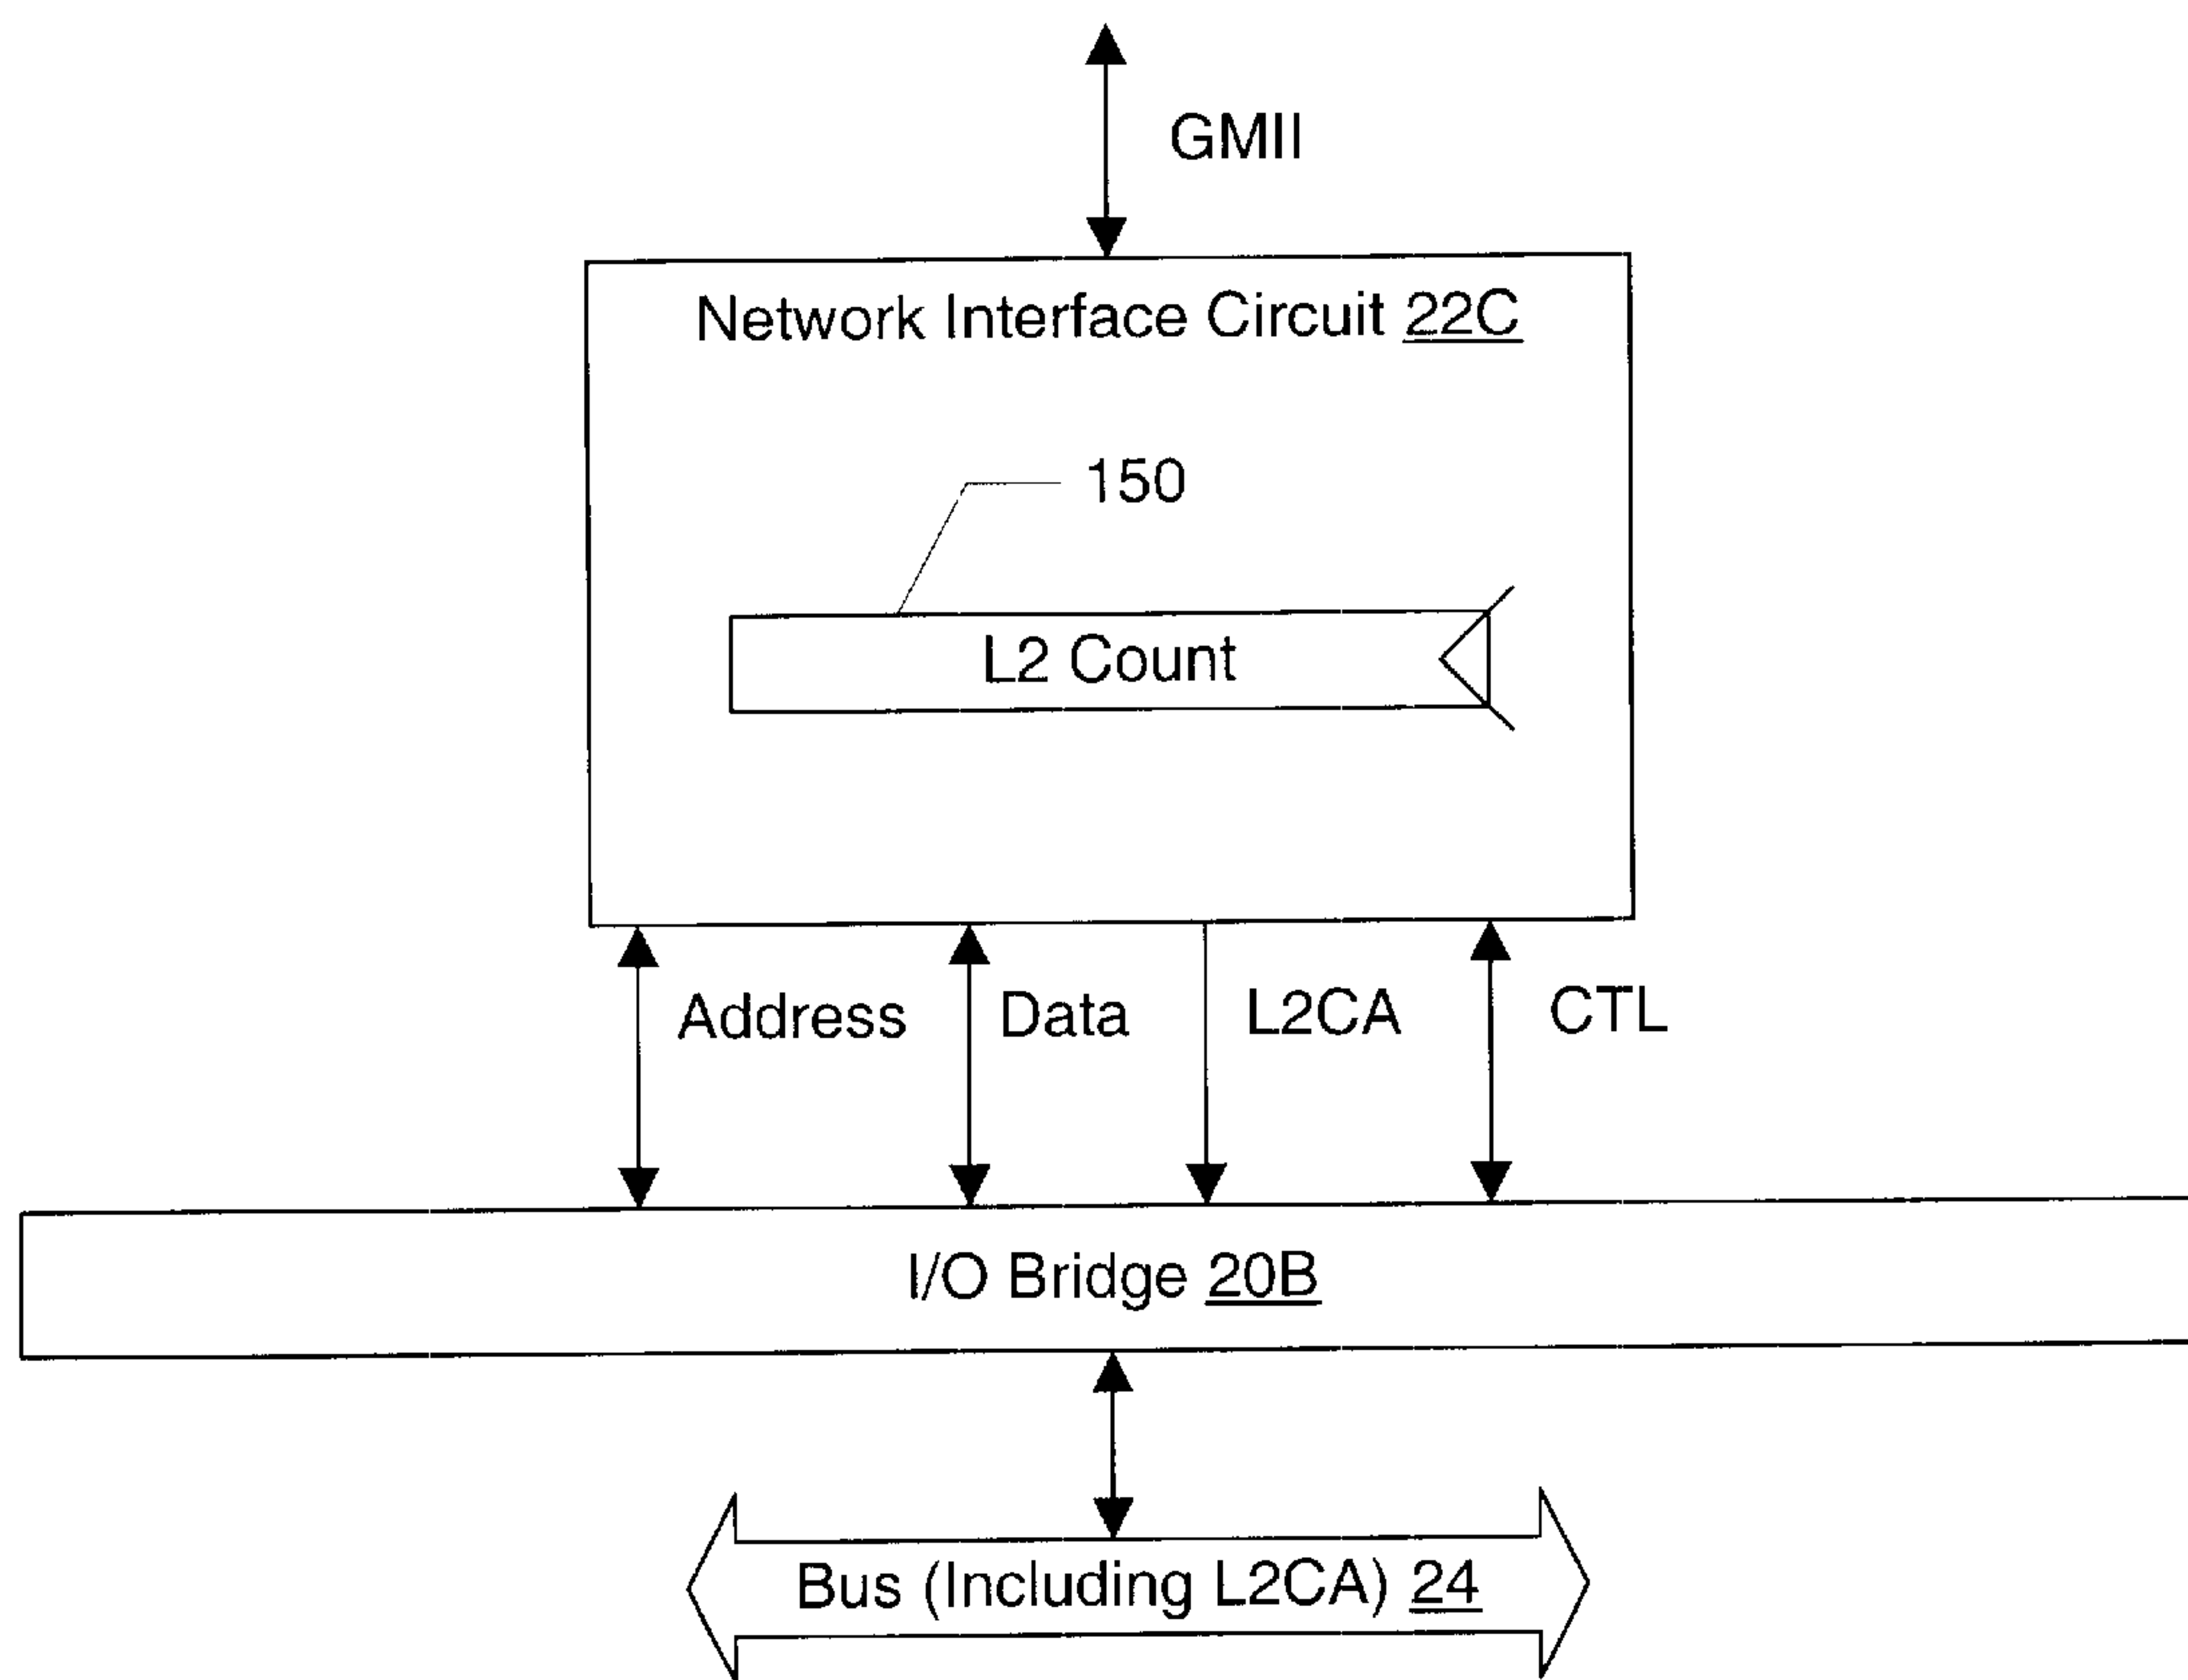 GMII
Network Interface Circuit 22C
150
L2 Count
Address
Data
L2CA
CTL
I/O Bridge 20B
Bus (Including L2CA) 24